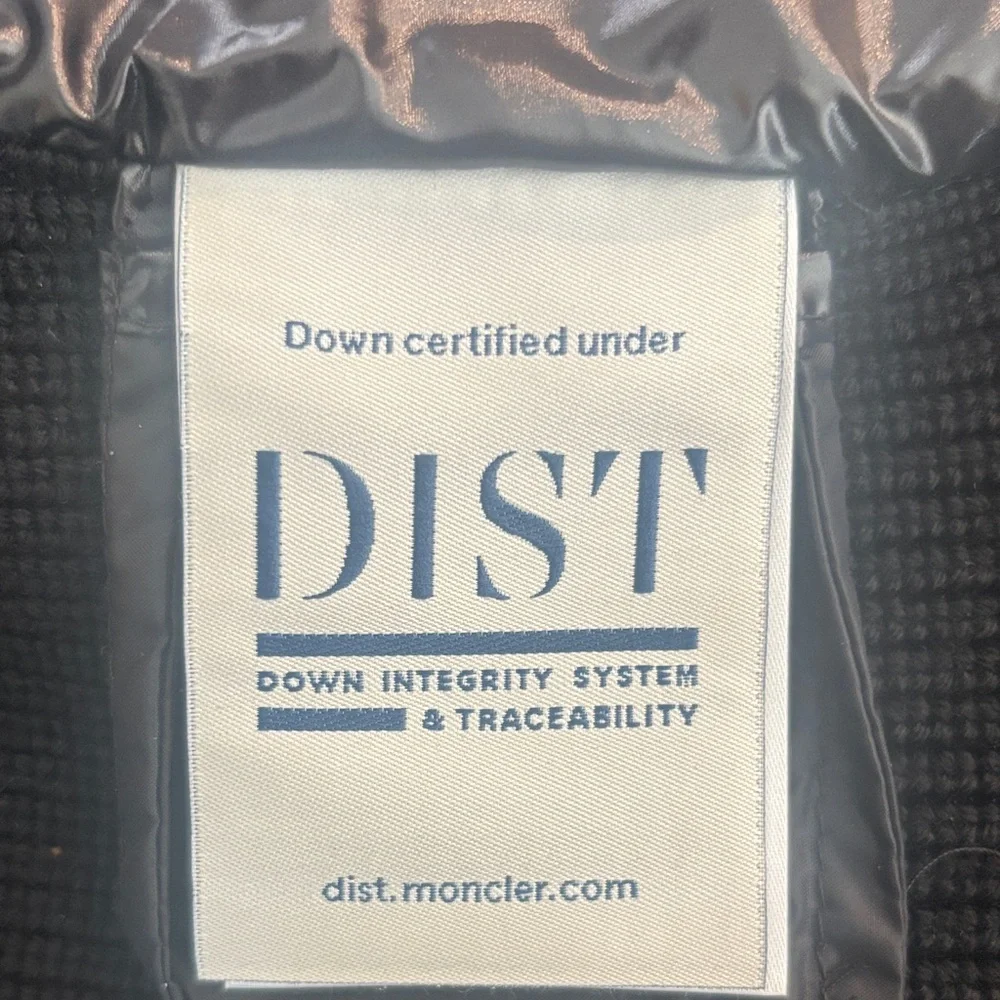 Down certified under
DIST
DOWN INTEGRITY SYSTEM
& TRACEABILITY
dist.moncler.com